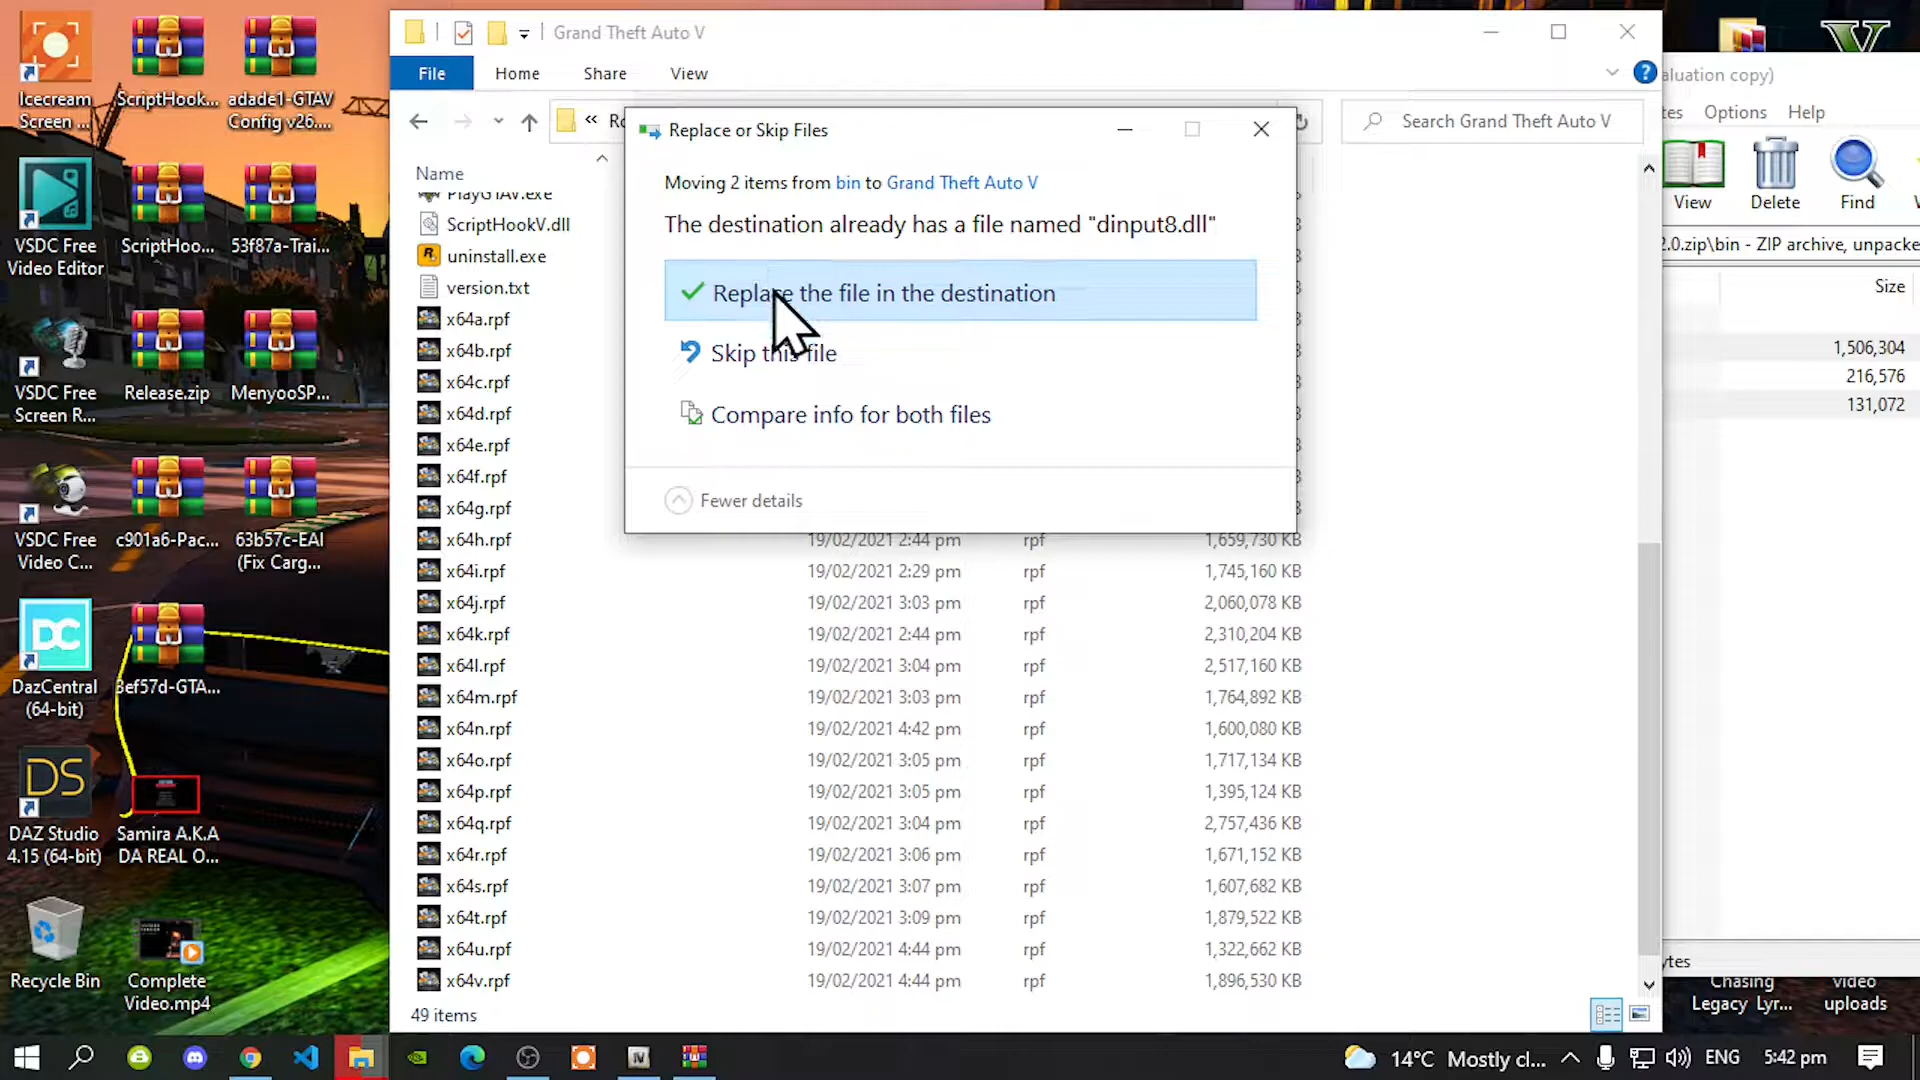 Icecream
Screen ...
ScriptHook...
adade1-GTAV
Config v26....
VSDC Free
Video Editor
ScriptHoo...
53f87a-Trai...
VSDC Free
Screen R...
Release.zip
MenyooSP...
VSDC Free
Video C...
c901a6-Pac...
63b57c-EAI
(Fix Carg...
DazCentral
(64-bit)
3ef57d-GTA...
DAZ Studio
4.15 (64-bit)
Samira A.K.A
DA REAL O...
Recycle Bin
Complete
Video.mp4
Grand Theft Auto V
File Home Share View
« Ro
Search Grand Theft Auto V
Name
PlayGTAV.exe
ScriptHookV.dll
uninstall.exe
version.txt
x64a.rpf
x64b.rpf
x64c.rpf
x64d.rpf
x64e.rpf
x64f.rpf
x64g.rpf
x64h.rpf 19/02/2021 2:44 pm rpf 1,659,730 KB
x64i.rpf 19/02/2021 2:29 pm rpf 1,745,160 KB
x64j.rpf 19/02/2021 3:03 pm rpf 2,060,078 KB
x64k.rpf 19/02/2021 2:44 pm rpf 2,310,204 KB
x64l.rpf 19/02/2021 3:04 pm rpf 2,517,160 KB
x64m.rpf 19/02/2021 3:03 pm rpf 1,764,892 KB
x64n.rpf 19/02/2021 4:42 pm rpf 1,600,080 KB
x64o.rpf 19/02/2021 3:05 pm rpf 1,717,134 KB
x64p.rpf 19/02/2021 3:05 pm rpf 1,395,124 KB
x64q.rpf 19/02/2021 3:04 pm rpf 2,757,436 KB
x64r.rpf 19/02/2021 3:06 pm rpf 1,671,152 KB
x64s.rpf 19/02/2021 3:07 pm rpf 1,607,682 KB
x64t.rpf 19/02/2021 3:09 pm rpf 1,879,522 KB
x64u.rpf 19/02/2021 4:44 pm rpf 1,322,662 KB
x64v.rpf 19/02/2021 4:44 pm rpf 1,896,530 KB
49 items
Replace or Skip Files
Moving 2 items from bin to Grand Theft Auto V
The destination already has a file named "dinput8.dll"
Replace the file in the destination
Skip this file
Compare info for both files
Fewer details
aluation copy)
tes Options Help
View Delete Find
2.0.zip\bin - ZIP archive, unpacke
Size
1,506,304
216,576
131,072
ytes
Chasing
Legacy Lyr...
video
uploads
14°C Mostly cl... ENG 5:42 pm